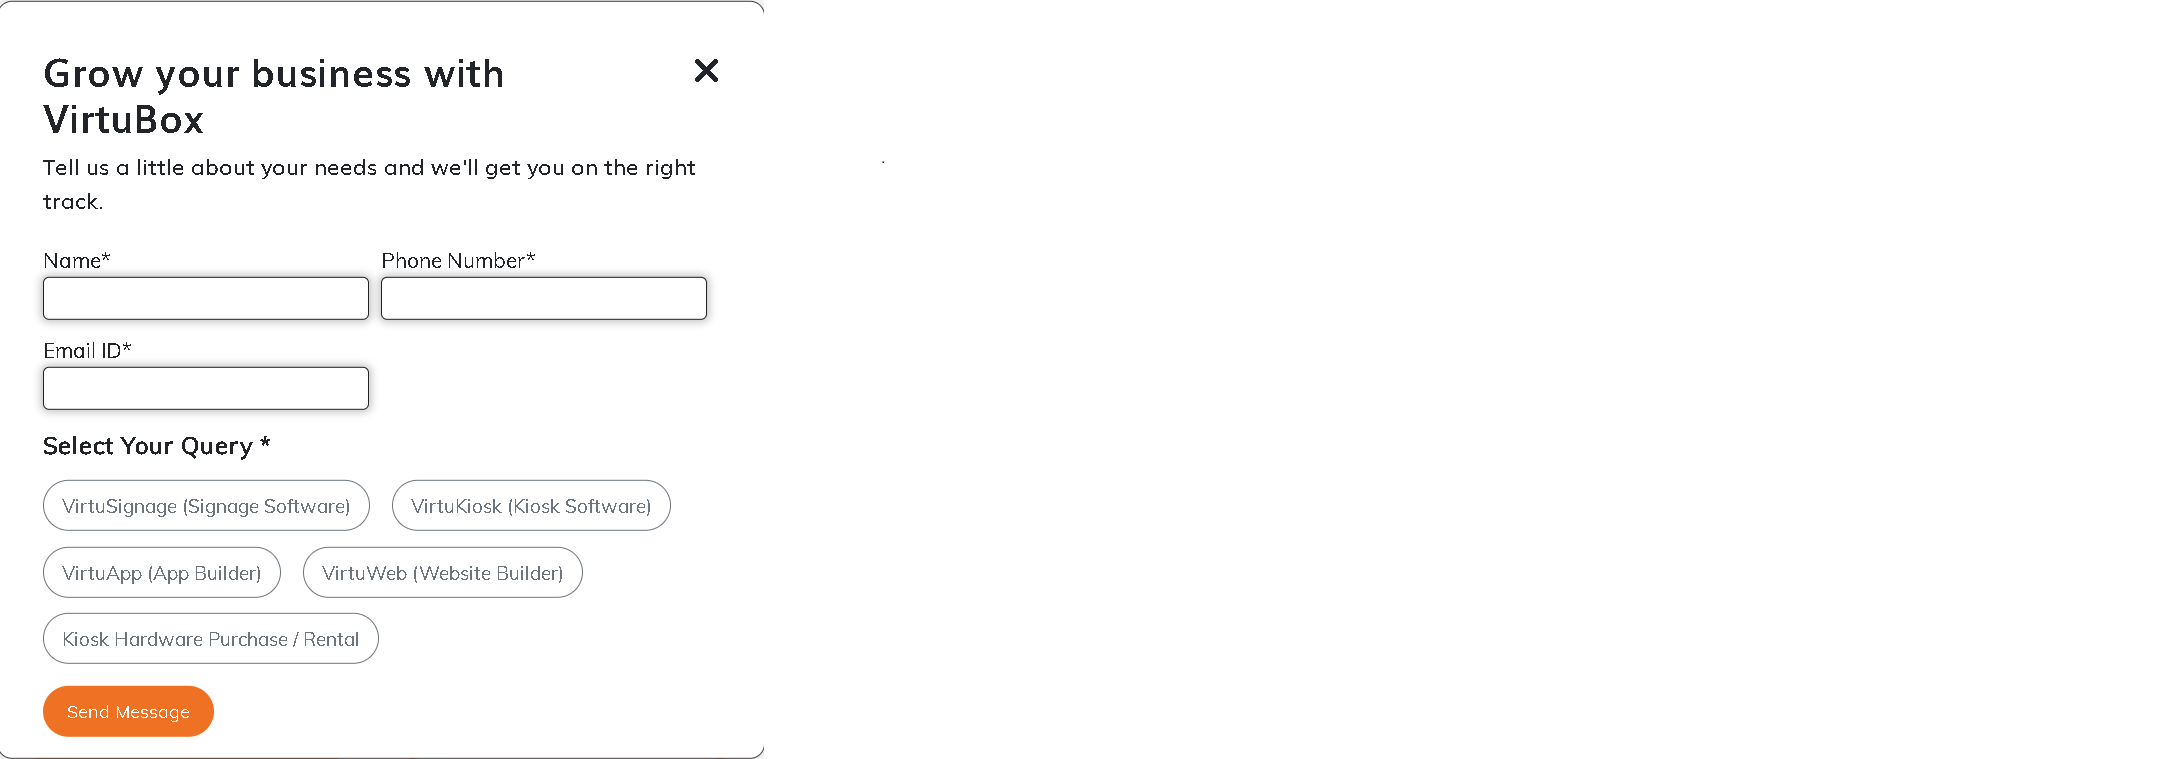 Grow your business with
VirtuBox
Tell us a little about your needs and we'll get you on the right
track.
Name* Phone Number*
Email ID*
Select Your Query *
VirtuSignage (Signage Software) VirtuKiosk (Kiosk Software)
VirtuApp (App Builder) VirtuWeb (Website Builder)
Kiosk Hardware Purchase / Rental
Send Message